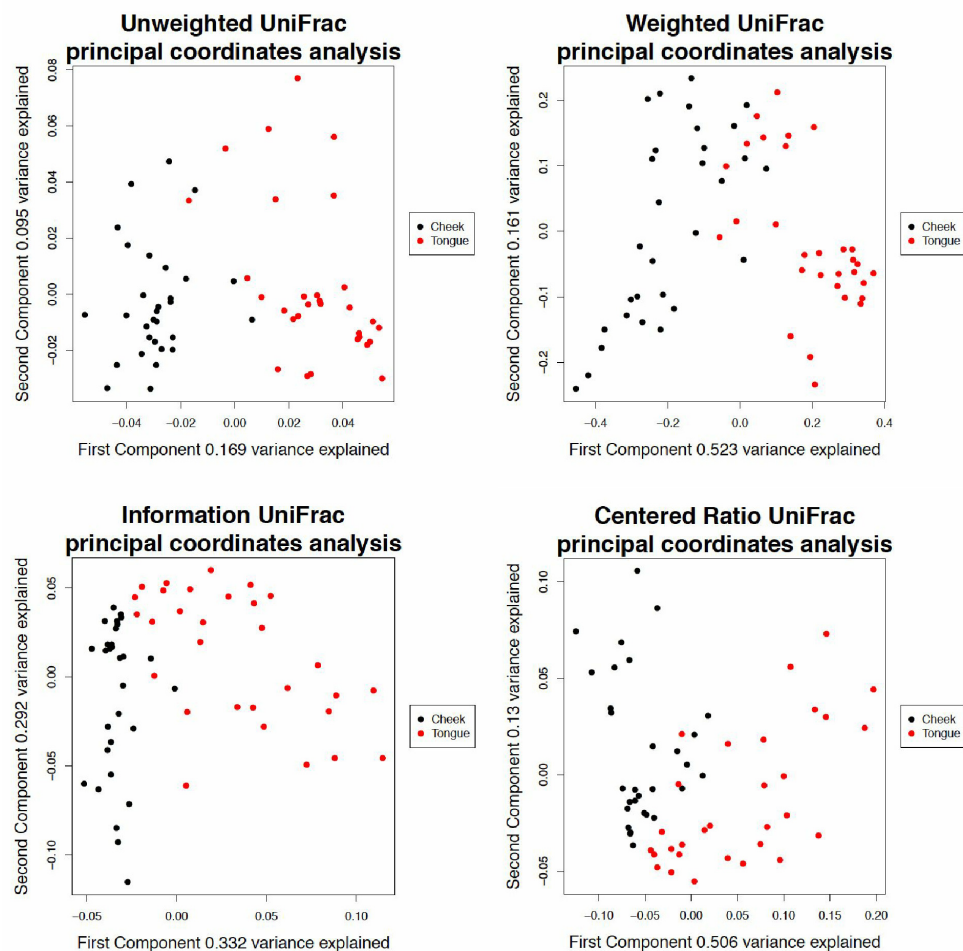 Unweighted UniFrac
principal coordinates analysis
Second Component 0.095 variance explained
0.08
0.06
0.04
0.02
0.00
−0.02
−0.04
−0.02
0.00
0.02
0.04
First Component 0.169 variance explained
Cheek
Tongue
Weighted UniFrac
principal coordinates analysis
Second Component 0.161 variance explained
0.2
0.1
0.0
−0.1
−0.2
−0.4
−0.2
0.0
0.2
0.4
First Component 0.523 variance explained
Cheek
Tongue
Information UniFrac
principal coordinates analysis
Second Component 0.292 variance explained
0.05
0.00
−0.05
−0.10
−0.05
0.00
0.05
0.10
First Component 0.332 variance explained
Cheek
Tongue
Centered Ratio UniFrac
principal coordinates analysis
Second Component 0.13 variance explained
0.10
0.05
0.00
−0.05
−0.10
−0.05
0.00
0.05
0.10
0.15
0.20
First Component 0.506 variance explained
Cheek
Tongue